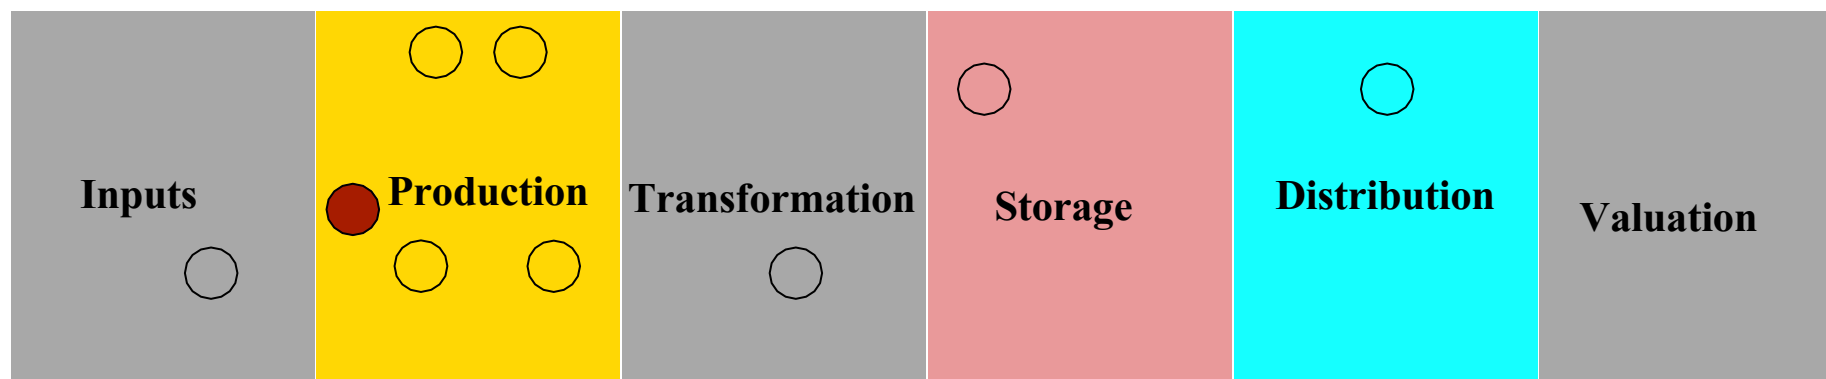 Inputs
Production
Transformation
Storage
Distribution
Valuation